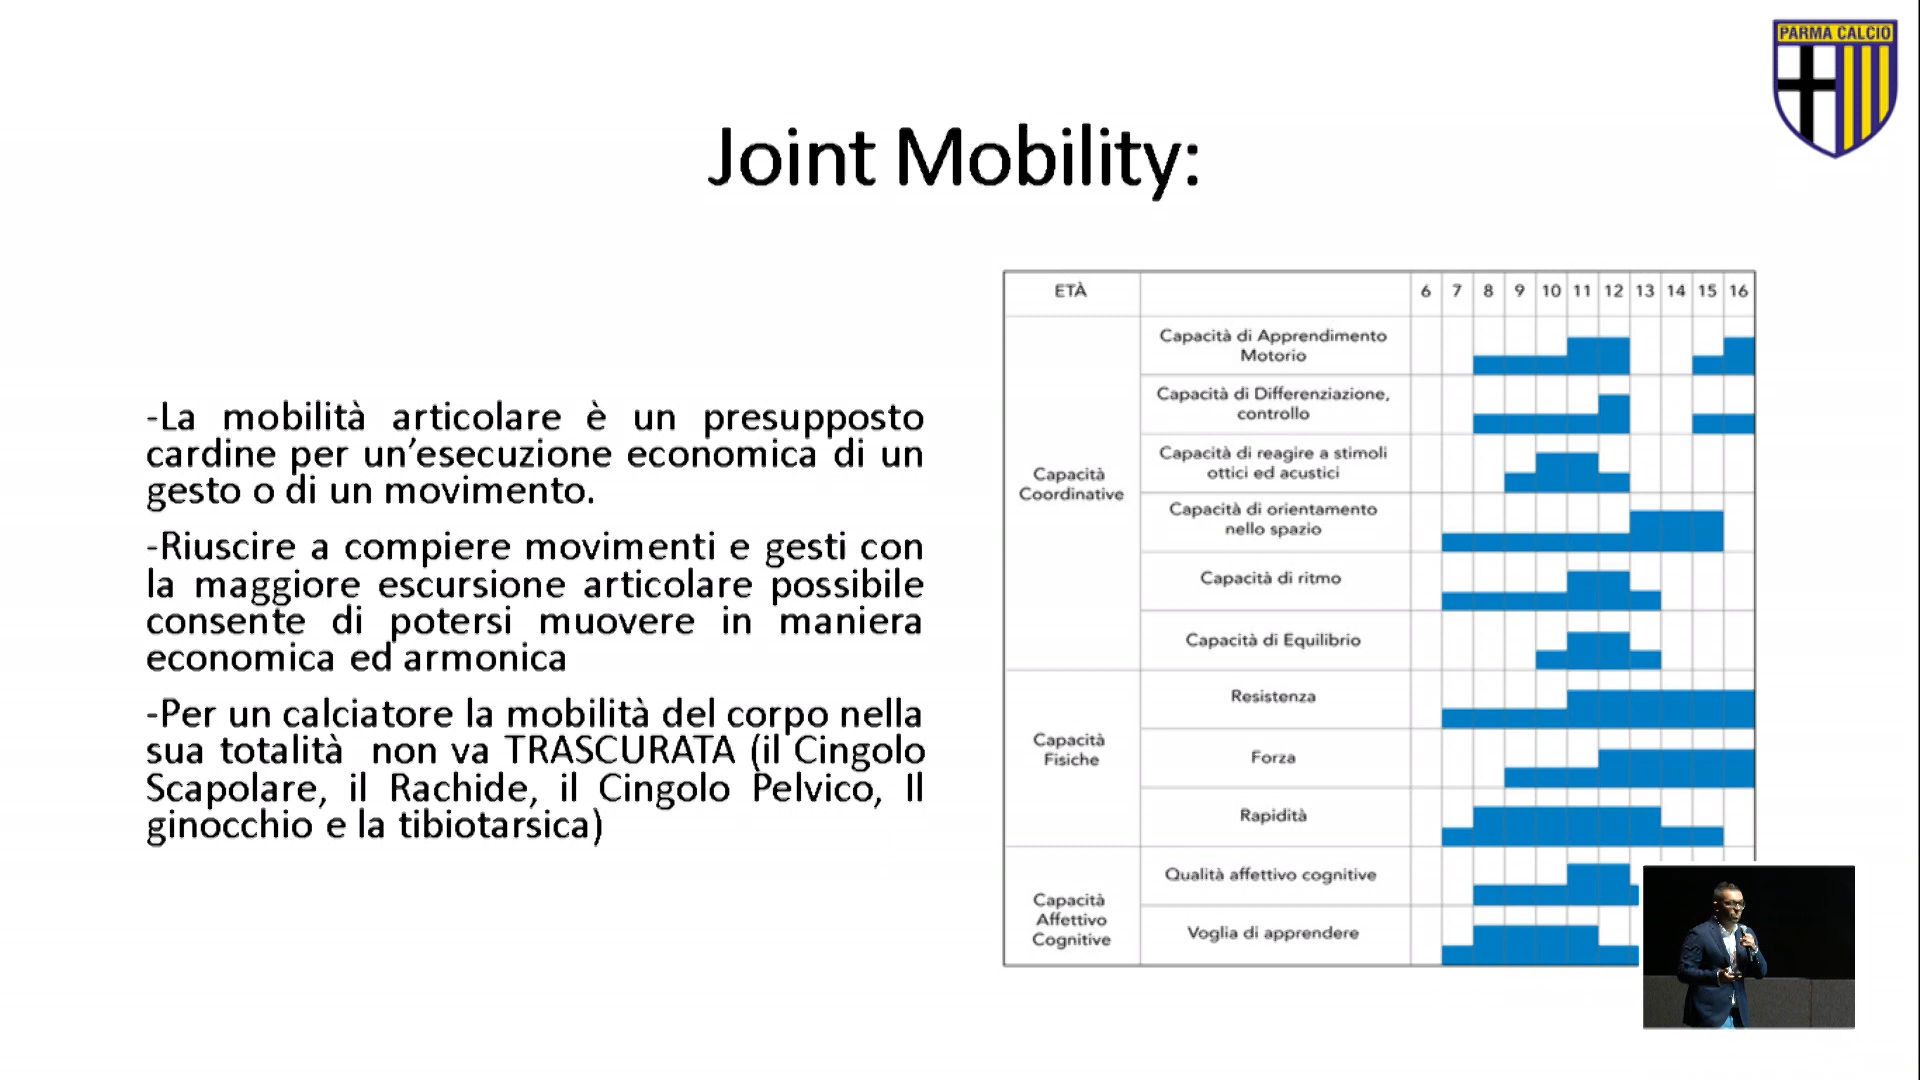 PARMA CALCIO
Joint Mobility:
-La mobilità articolare è un presupposto
cardine per un’esecuzione economica di un
gesto o di un movimento.
-Riuscire a compiere movimenti e gesti con
la maggiore escursione articolare possibile
consente di potersi muovere in maniera
economica ed armonica
-Per un calciatore la mobilità del corpo nella
sua totalità non va TRASCURATA (il Cingolo
Scapolare, il Rachide, il Cingolo Pelvico, Il
ginocchio e la tibiotarsica)
ETÀ 6 7 8 9 10 11 12 13 14 15 16
Capacità
Coordinative
Capacità di Apprendimento
Motorio
Capacità di Differenziazione,
controllo
Capacità di reagire a stimoli
ottici ed acustici
Capacità di orientamento
nello spazio
Capacità di ritmo
Capacità di Equilibrio
Capacità
Fisiche
Resistenza
Forza
Rapidità
Capacità
Affettivo
Cognitive
Qualità affettivo cognitive
Voglia di apprendere